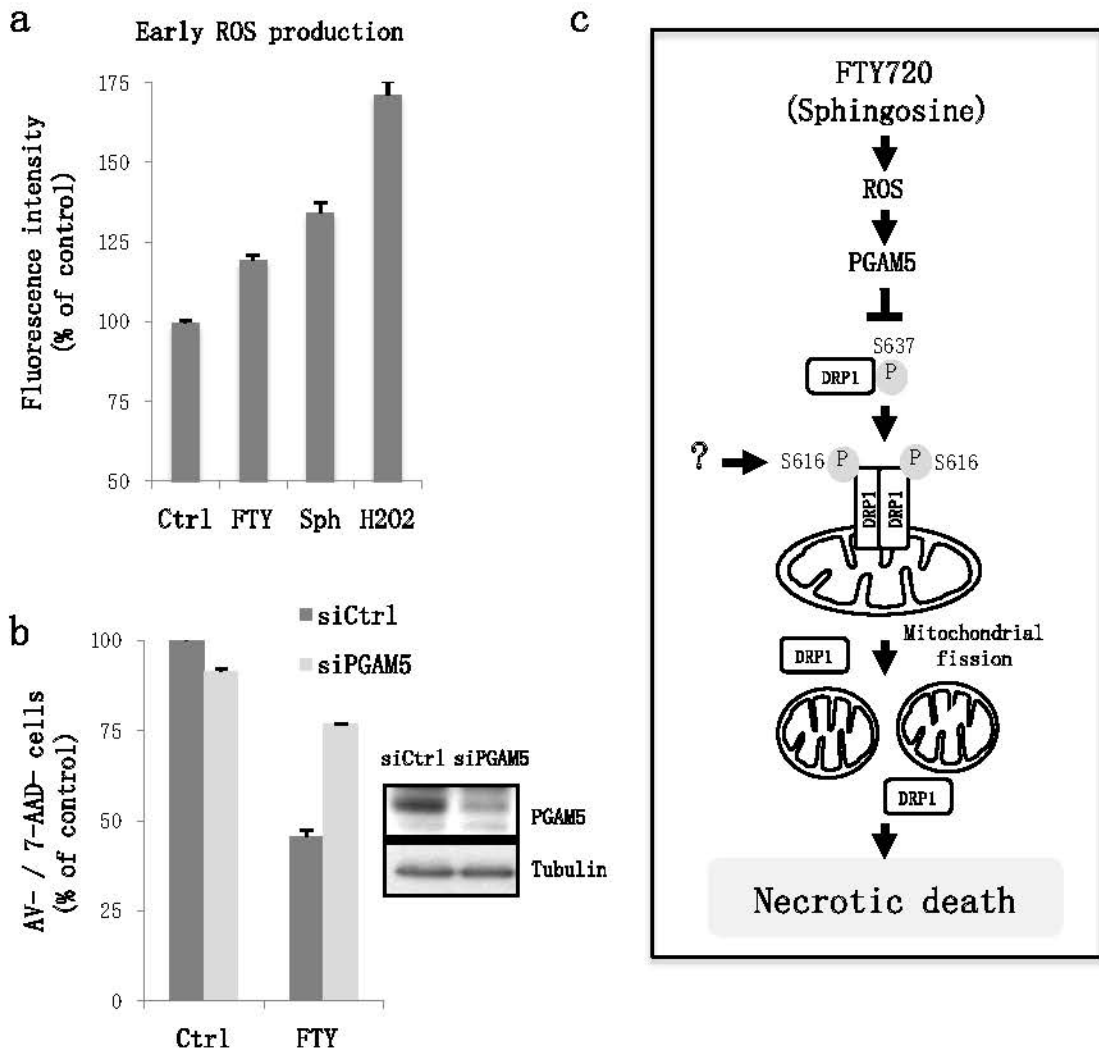 a
Early ROS production
Fluorescence intensity
(% of control)
175
150
125
100
75
50
Ctrl FTY Sph H2O2
b
siCtrl
siPGAM5
AV- / 7-AAD- cells
(% of control)
100
75
50
25
0
Ctrl FTY
siCtrl siPGAM5
PGAM5
Tubulin
c
FTY720
(Sphingosine)
ROS
PGAM5
S637
DRP1 P
? S616 P P S616
DRP1 DRP1
Mitochondrial
fission
DRP1
DRP1
Necrotic death